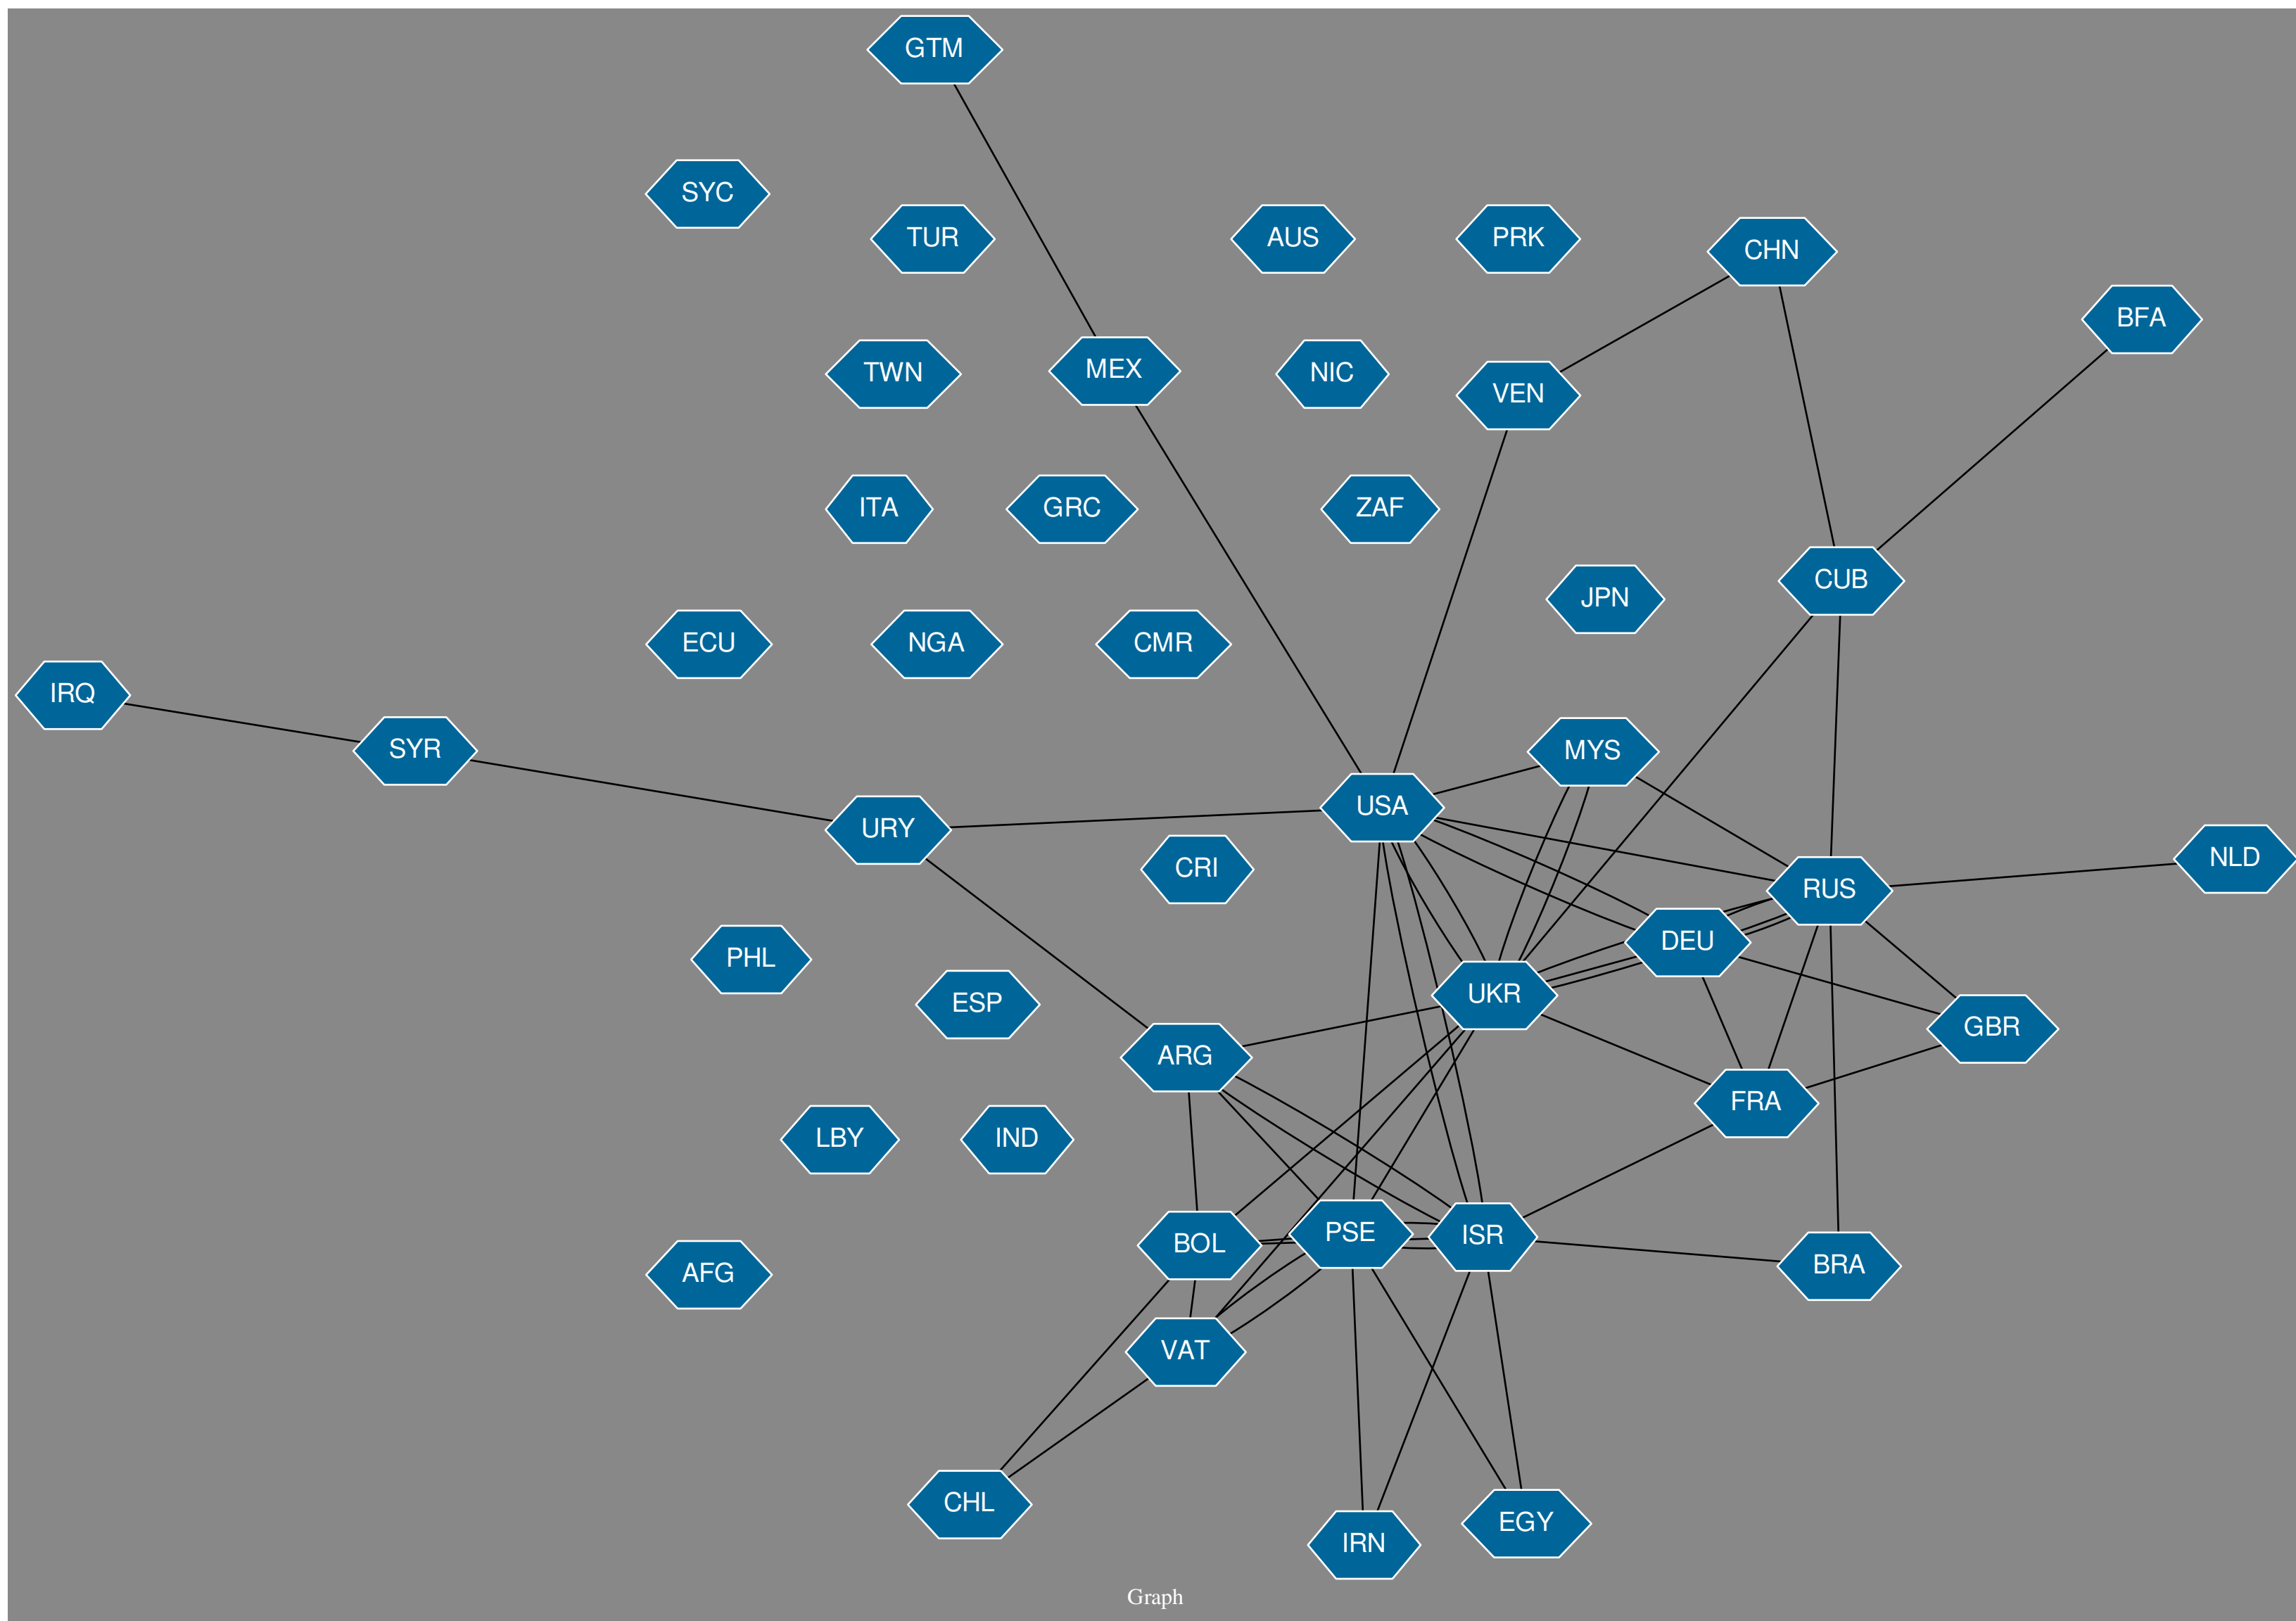 GTM
SYC
TUR
AUS
PRK
CHN
BFA
TWN
MEX
NIC
VEN
ITA
GRC
ZAF
CUB
JPN
ECU
NGA
CMR
IRQ
SYR
MYS
USA
URY
CRI
NLD
RUS
DEU
PHL
ESP
UKR
GBR
ARG
FRA
LBY
IND
PSE
ISR
BOL
BRA
AFG
VAT
CHL
EGY
IRN
Graph